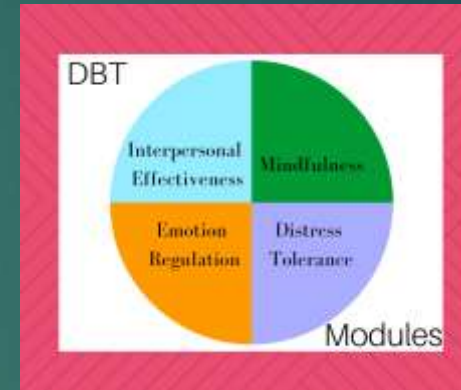 DBT
Interpersonal
Effectiveness
Mindfulness
Emotion
Regulation
Distress
Tolerance
Modules